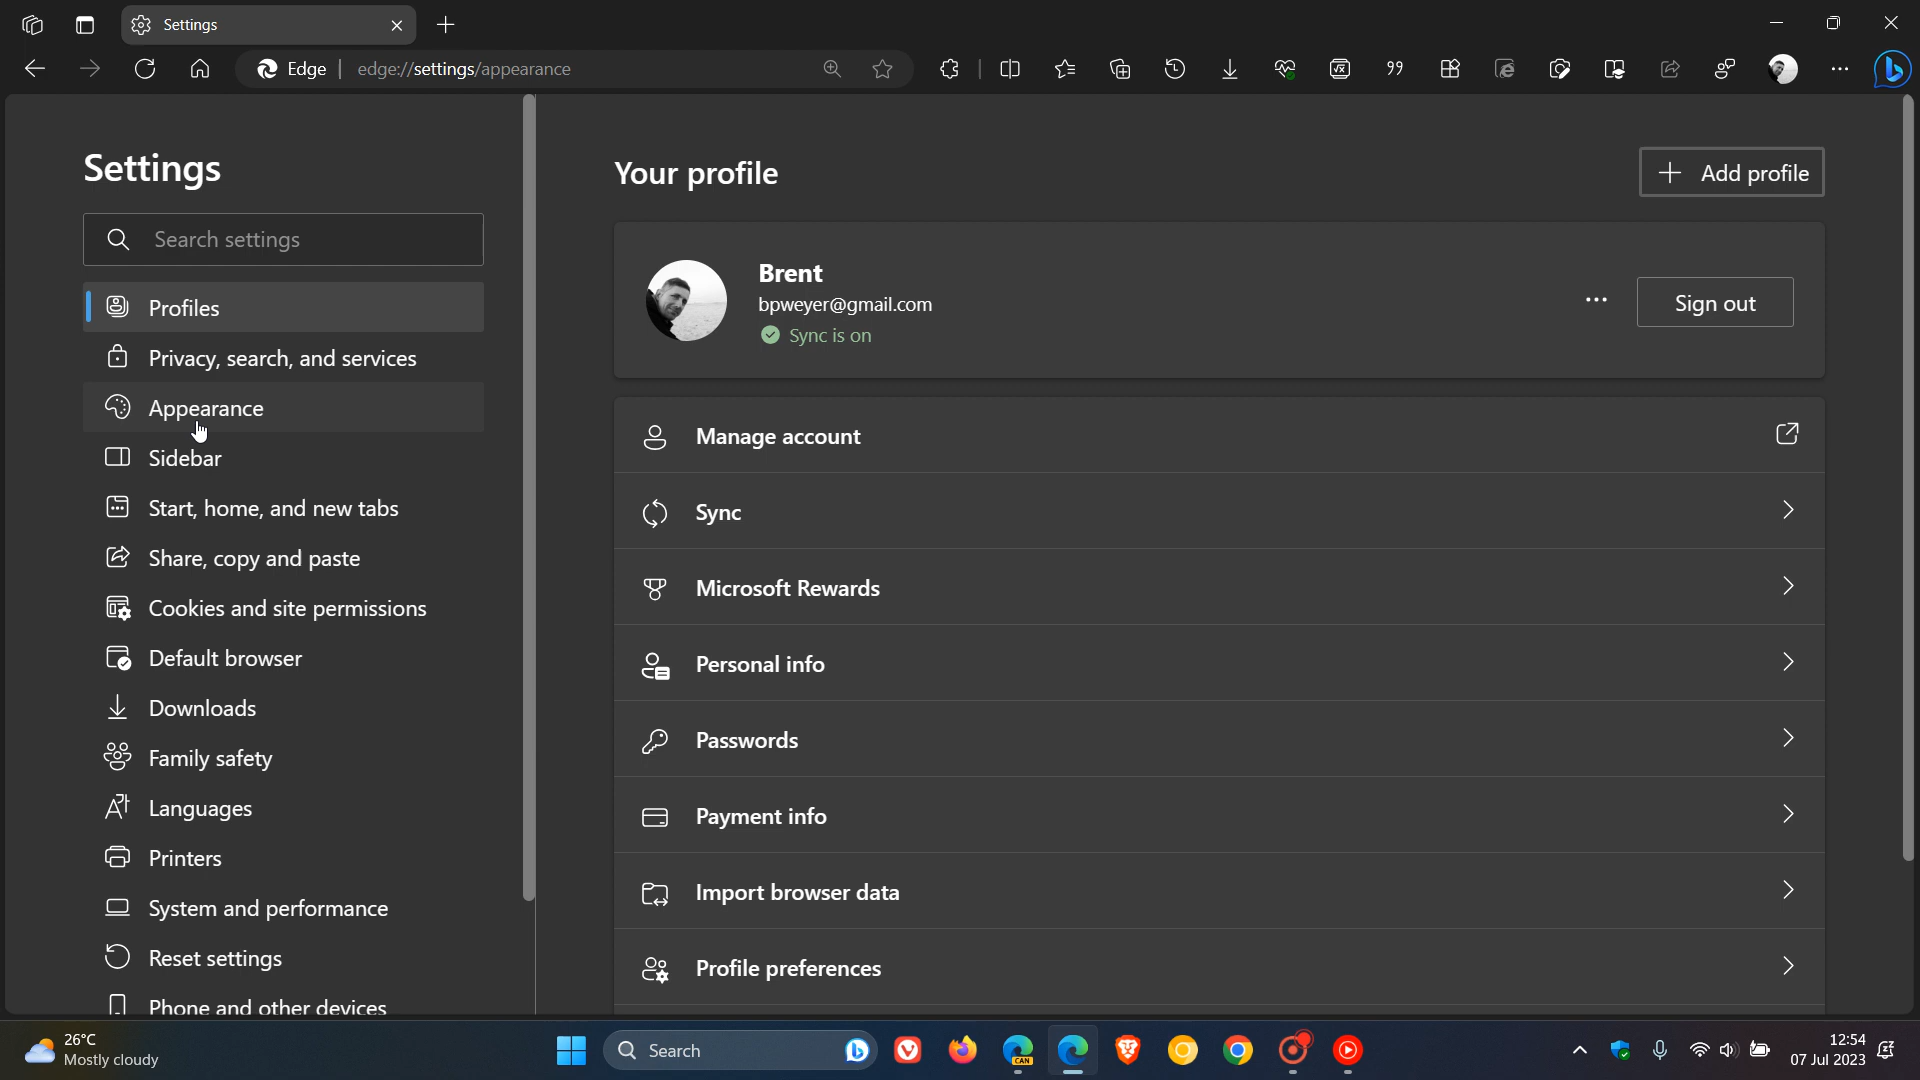 Settings
Edge
edge://settings/appearance
Settings
Search settings
Profiles
Privacy, search, and services
Appearance
Sidebar
Start, home, and new tabs
Share, copy and paste
Cookies and site permissions
Default browser
Downloads
Family safety
Languages
Printers
System and performance
Reset settings
Phone and other devices
Your profile
Add profile
Brent
bpweyer@gmail.com
Sync is on
Sign out
Manage account
Sync
Microsoft Rewards
Personal info
Passwords
Payment info
Import browser data
Profile preferences
26°C
Mostly cloudy
Search
CAN
12:54
07 Jul 2023